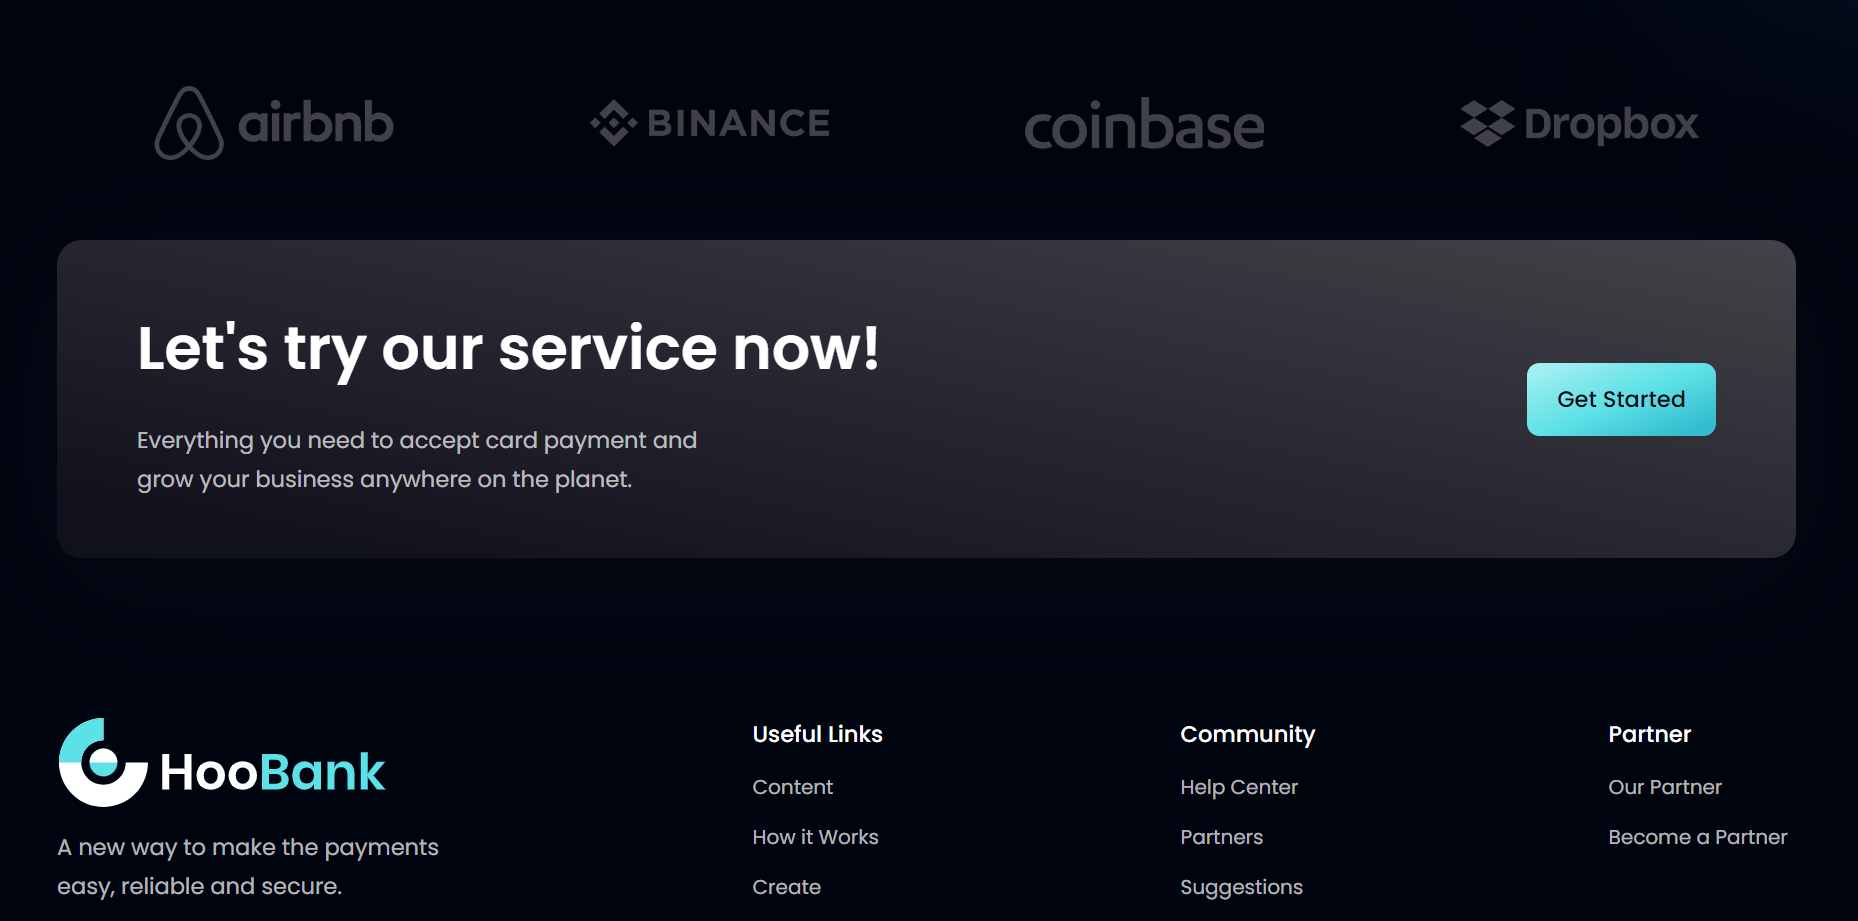 airbnb
BINANCE
coinbase
Dropbox
Let's try our service now!
Everything you need to accept card payment and
grow your business anywhere on the planet.
Get Started
HooBank
A new way to make the payments
easy, reliable and secure.
Useful Links
Content
How it Works
Create
Community
Help Center
Partners
Suggestions
Partner
Our Partner
Become a Partner